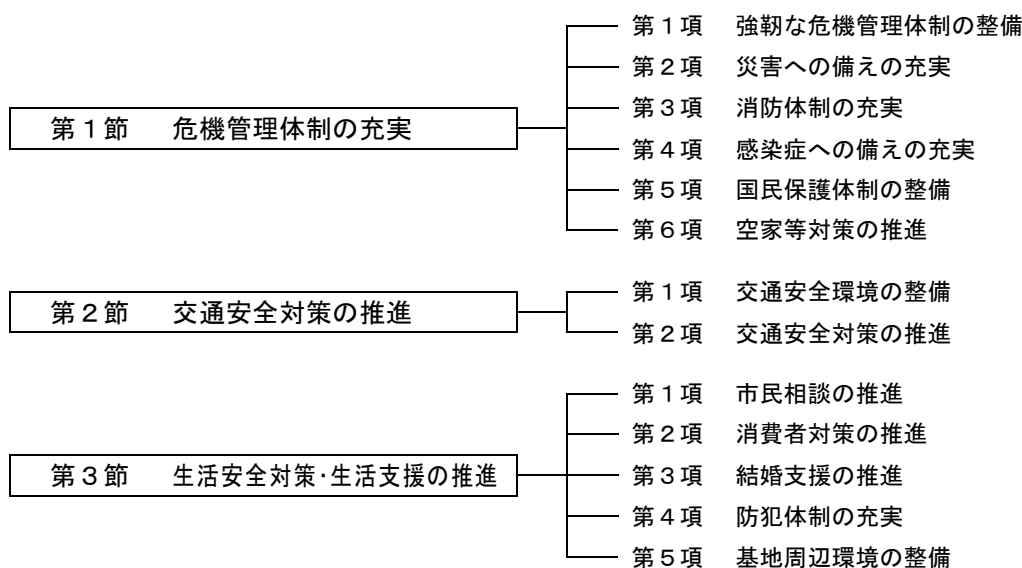 第１節　危機管理体制の充実
第１項　強靭な危機管理体制の整備
第２項　災害への備えの充実
第３項　消防体制の充実
第４項　感染症への備えの充実
第５項　国民保護体制の整備
第６項　空家等対策の推進
第２節　交通安全対策の推進
第１項　交通安全環境の整備
第２項　交通安全対策の推進
第３節　生活安全対策･生活支援の推進
第１項　市民相談の推進
第２項　消費者対策の推進
第３項　結婚支援の推進
第４項　防犯体制の充実
第５項　基地周辺環境の整備